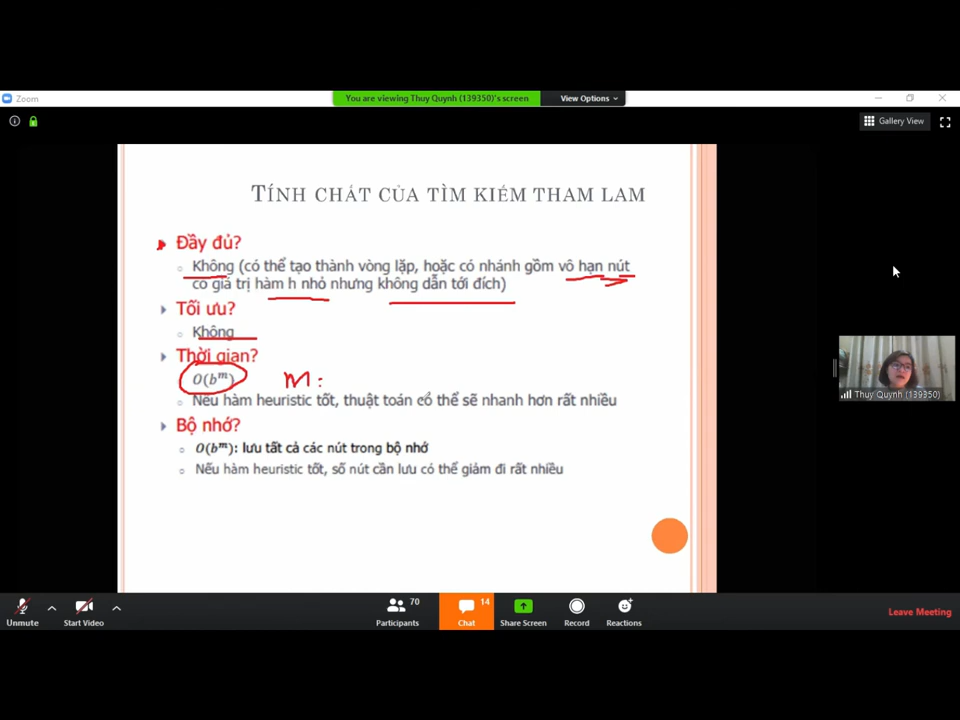 Zoom
You are viewing Thuy Quynh (139350)'s screen
View Options
Gallery View
TÍNH CHẤT CỦA TÌM KIẾM THAM LAM
Đầy đủ?
Không (có thể tạo thành vòng lặp, hoặc có nhánh gồm vô hạn nút
có giá trị hàm h nhỏ nhưng không dẫn tới đích)
Tối ưu?
Không
Thời gian?
O(b^m) m:
Nếu hàm heuristic tốt, thuật toán có thể sẽ nhanh hơn rất nhiều
Bộ nhớ?
O(b^m): lưu tất cả các nút trong bộ nhớ
Nếu hàm heuristic tốt, số nút cần lưu có thể giảm đi rất nhiều
Thuy Quynh (139350)
70
14
Unmute
Start Video
Participants
Chat
Share Screen
Record
Reactions
Leave Meeting